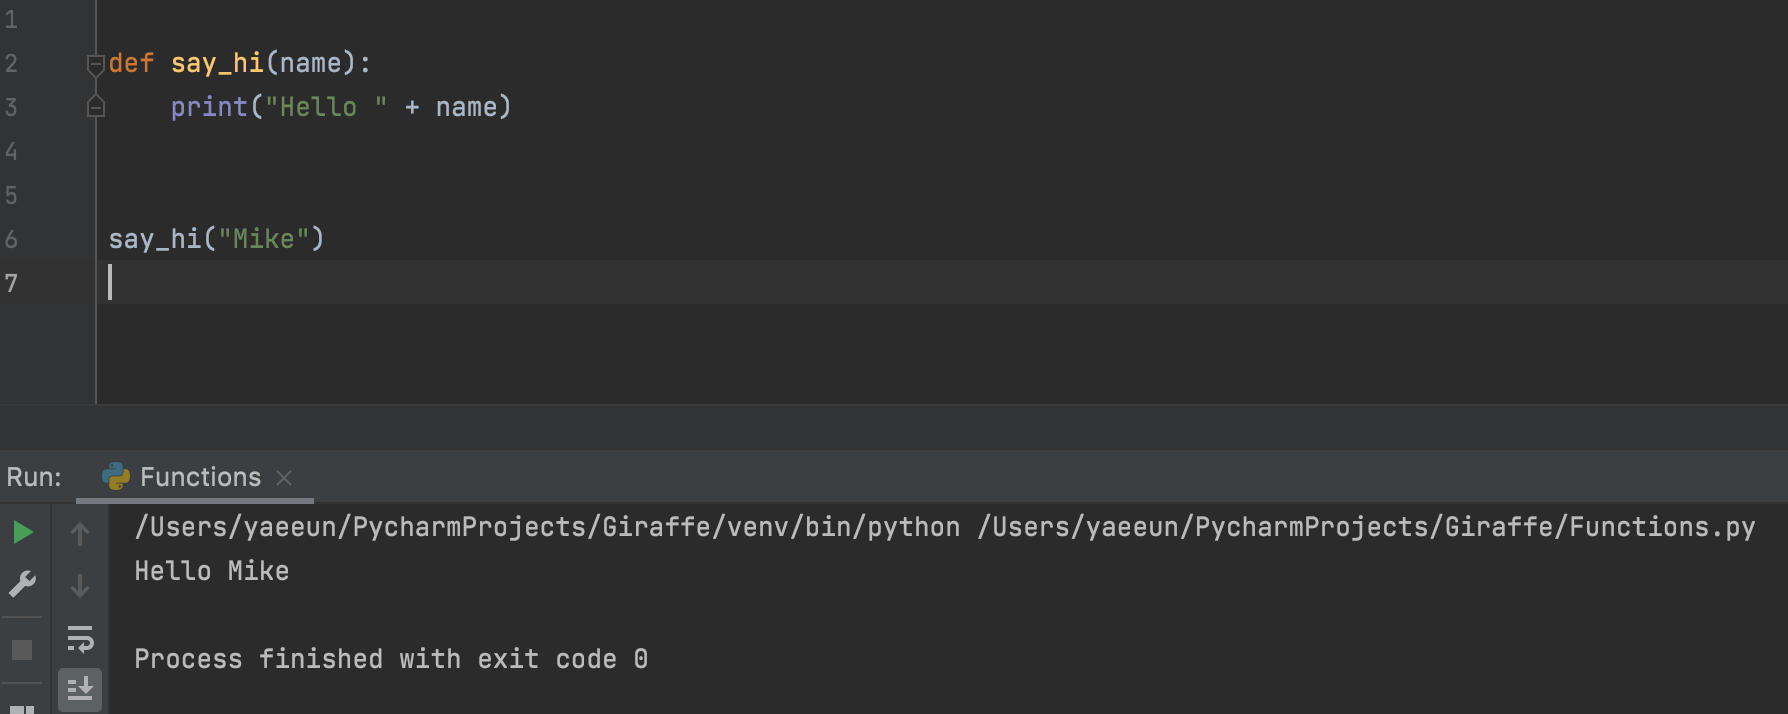 1
2 def say_hi(name):
3     print("Hello " + name)
4
5
6 say_hi("Mike")
7
Run: Functions
/Users/yaeeun/PycharmProjects/Giraffe/venv/bin/python /Users/yaeeun/PycharmProjects/Giraffe/Functions.py
Hello Mike
Process finished with exit code 0